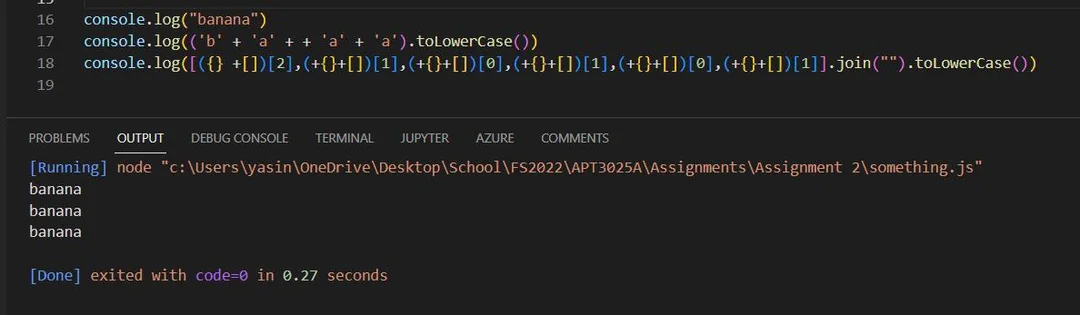 15
16 console.log("banana")
17 console.log(('b' + 'a' + + 'a' + 'a').toLowerCase())
18 console.log([({} +[])[2],(+{}+[])[1],(+{}+[])[0],(+{}+[])[1],(+{}+[])[0],(+{}+[])[1]].join("").toLowerCase())
19
PROBLEMS OUTPUT DEBUG CONSOLE TERMINAL JUPYTER AZURE COMMENTS
[Running] node "c:\Users\yasin\OneDrive\Desktop\School\FS2022\APT3025A\Assignments\Assignment 2\something.js"
banana
banana
banana
[Done] exited with code=0 in 0.27 seconds